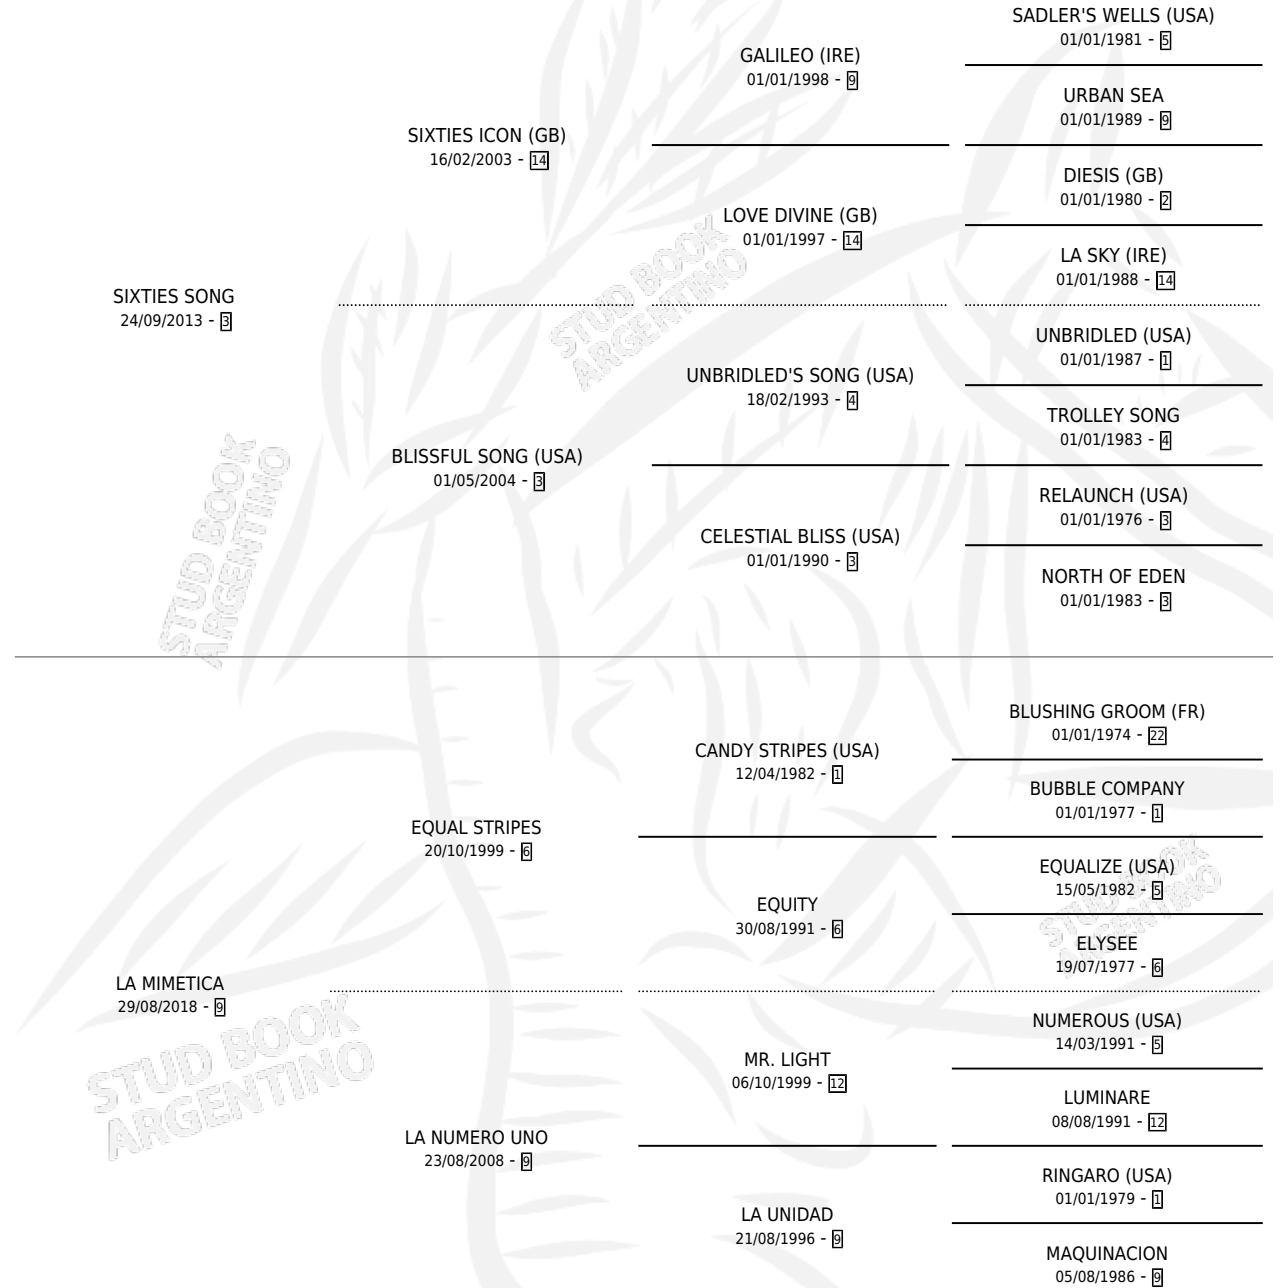 SADLER'S WELLS (USA)
01/01/1981 - 5
GALILEO (IRE)
01/01/1998 - 9
URBAN SEA
01/01/1989 - 9
SIXTIES ICON (GB)
16/02/2003 - 14
DIESIS (GB)
01/01/1980 - 2
LOVE DIVINE (GB)
01/01/1997 - 14
LA SKY (IRE)
01/01/1988 - 14
SIXTIES SONG
24/09/2013 - 3
STUD BOOK
ARGENTINO
UNBRIDLED (USA)
01/01/1987 - 1
UNBRIDLED'S SONG (USA)
18/02/1993 - 4
TROLLEY SONG
01/01/1983 - 4
BLISSFUL SONG (USA)
01/05/2004 - 3
RELAUNCH (USA)
01/01/1976 - 3
CELESTIAL BLISS (USA)
01/01/1990 - 3
NORTH OF EDEN
01/01/1983 - 3
STUD BOOK
ARGENTINO
BLUSHING GROOM (FR)
01/01/1974 - 22
CANDY STRIPES (USA)
12/04/1982 - 1
BUBBLE COMPANY
01/01/1977 - 1
EQUAL STRIPES
20/10/1999 - 6
EQUALIZE (USA)
15/05/1982 - 5
EQUITY
30/08/1991 - 6
STUD BOOK
ARGENTINO
ELYSEE
19/07/1977 - 6
LA MIMETICA
29/08/2018 - 9
NUMEROUS (USA)
14/03/1991 - 5
MR. LIGHT
06/10/1999 - 12
STUD BOOK
ARGENTINO
LUMINARE
08/08/1991 - 12
LA NUMERO UNO
23/08/2008 - 9
RINGARO (USA)
01/01/1979 - 1
LA UNIDAD
21/08/1996 - 9
MAQUINACION
05/08/1986 - 9